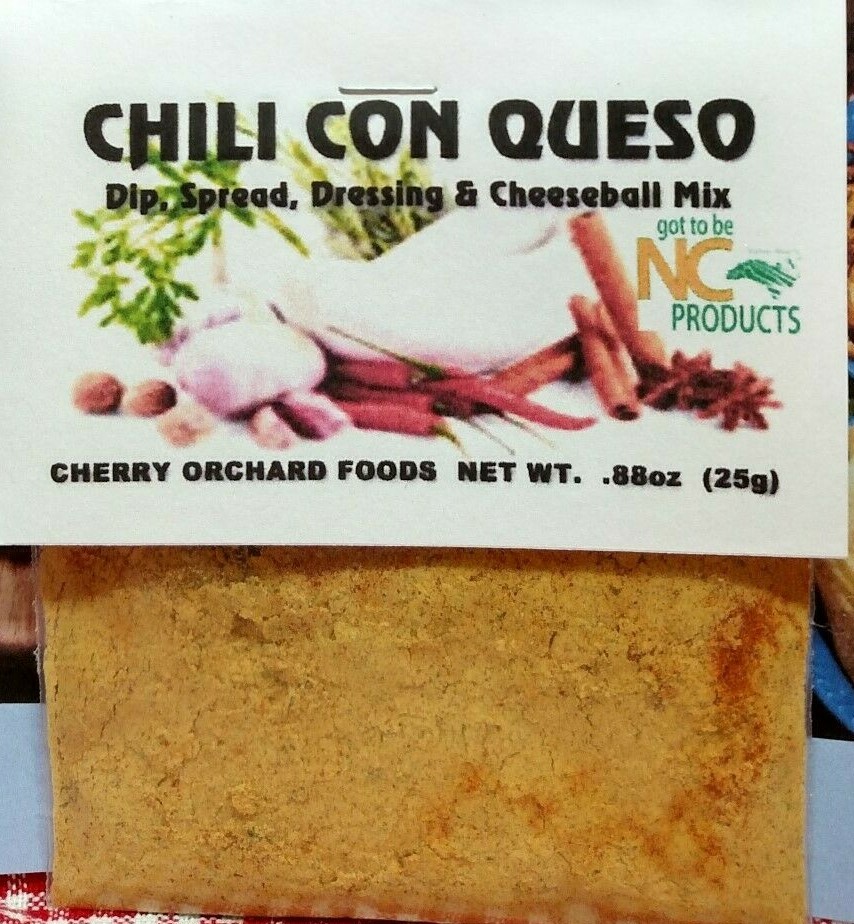 CHILI CON QUESO
Dip, Spread, Dressing & Cheeseball Mix
got to be
NC
PRODUCTS
CHERRY ORCHARD FOODS NET WT. .88oz (25g)